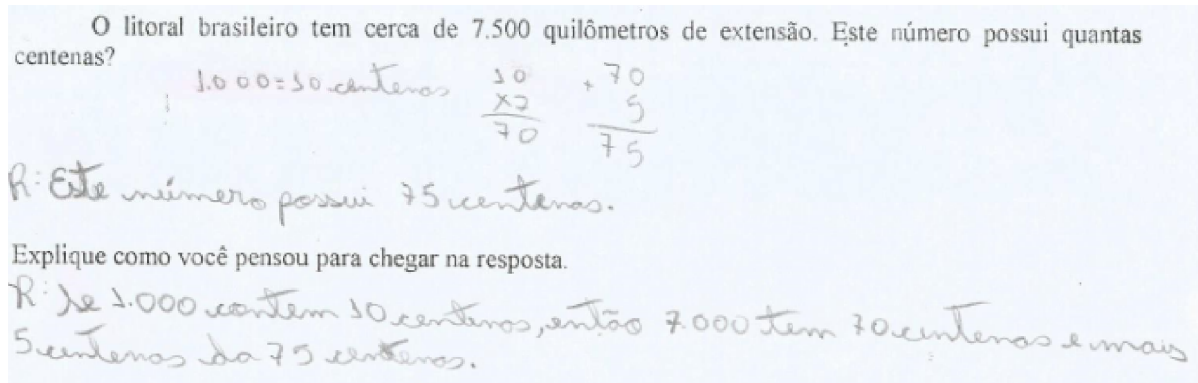 O litoral brasileiro tem cerca de 7.500 quilômetros de extensão. Este número possui quantas
centenas?
1.000=10 centenas
10
x7
70
+ 70
5
75
R: Este número possui 75 centenas.
Explique como você pensou para chegar na resposta.
R: Se 1.000 contem 10 centenas, então 7.000 tem 70 centenas e mais
5 centenas da 75 centenas.